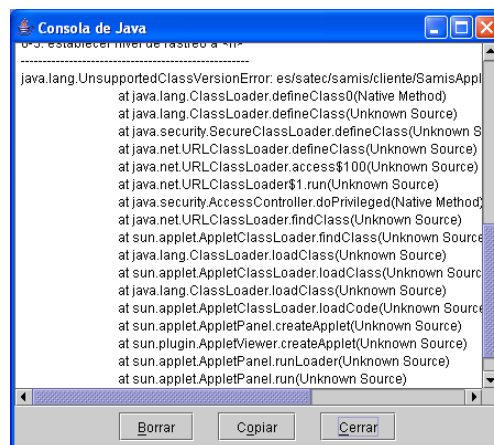 Consola de Java
0-5: establecer nivel de rastreo a <n>
----------------------------------------------------
java.lang.UnsupportedClassVersionError: es/satec/samis/cliente/SamisAppl
at java.lang.ClassLoader.defineClass0(Native Method)
at java.lang.ClassLoader.defineClass(Unknown Source)
at java.security.SecureClassLoader.defineClass(Unknown S
at java.net.URLClassLoader.defineClass(Unknown Source)
at java.net.URLClassLoader.access$100(Unknown Source)
at java.net.URLClassLoader$1.run(Unknown Source)
at java.security.AccessController.doPrivileged(Native Method)
at java.net.URLClassLoader.findClass(Unknown Source)
at sun.applet.AppletClassLoader.findClass(Unknown Source
at java.lang.ClassLoader.loadClass(Unknown Source)
at sun.applet.AppletClassLoader.loadClass(Unknown Sourc
at java.lang.ClassLoader.loadClass(Unknown Source)
at sun.applet.AppletClassLoader.loadCode(Unknown Source
at sun.applet.AppletPanel.createApplet(Unknown Source)
at sun.plugin.AppletViewer.createApplet(Unknown Source)
at sun.applet.AppletPanel.runLoader(Unknown Source)
at sun.applet.AppletPanel.run(Unknown Source)
Borrar Copiar Cerrar